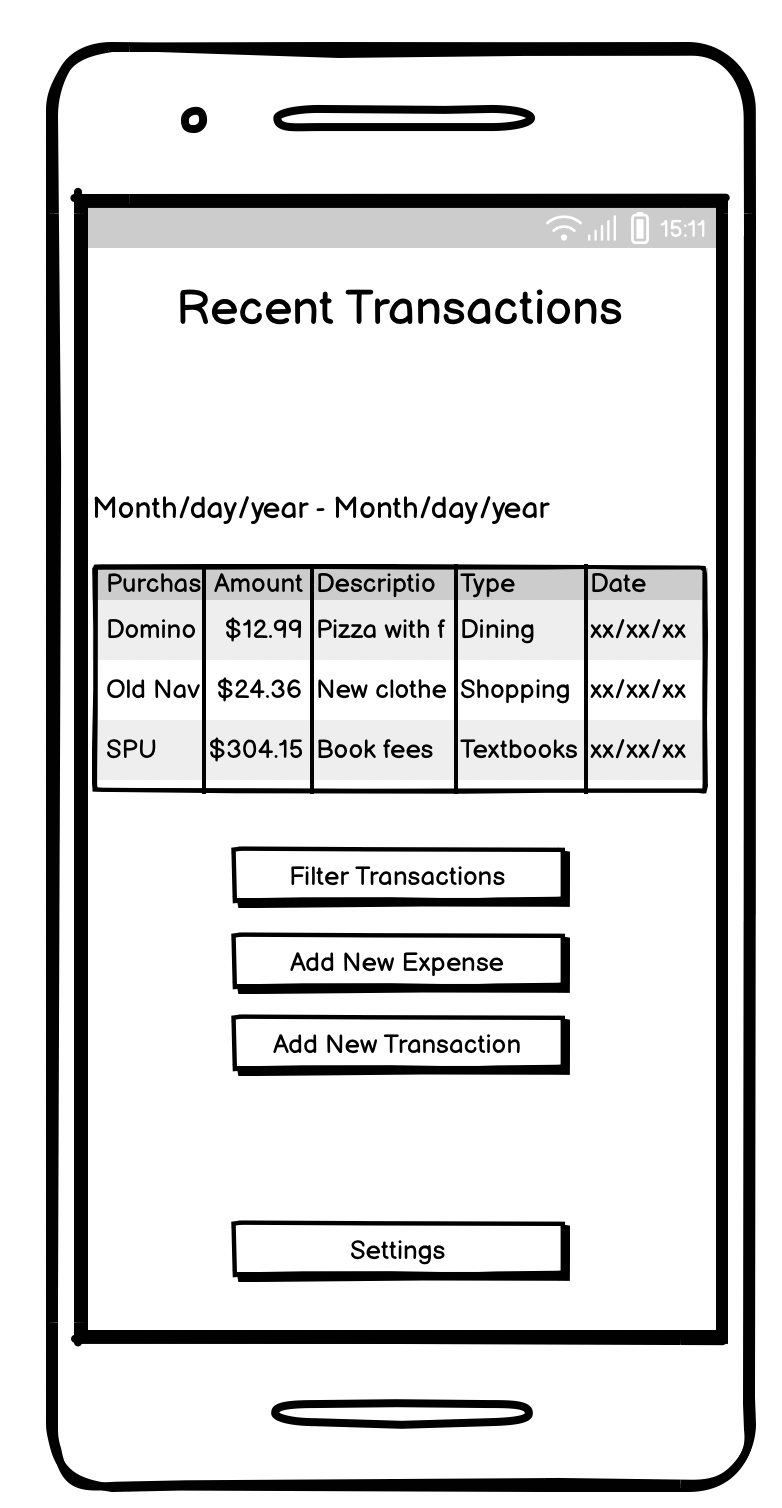 15:11
Recent Transactions
Month/day/year - Month/day/year
Purchas Amount Descriptio Type Date
Domino $12.99 Pizza with f Dining xx/xx/xx
Old Nav $24.36 New clothe Shopping xx/xx/xx
SPU $304.15 Book fees Textbooks xx/xx/xx
Filter Transactions
Add New Expense
Add New Transaction
Settings